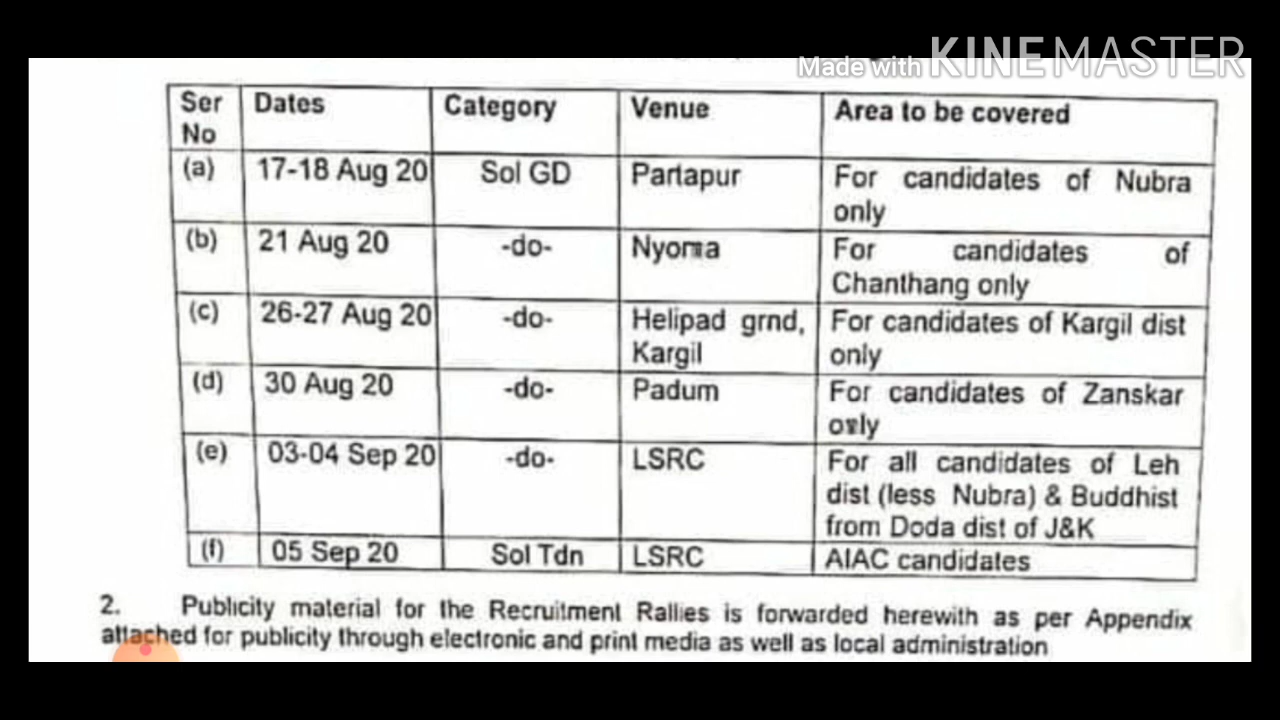 Made with KINEMASTER
Ser No Dates Category Venue Area to be covered
(a) 17-18 Aug 20 Sol GD Partapur For candidates of Nubra only
(b) 21 Aug 20 -do- Nyoma For candidates of Chanthang only
(c) 26-27 Aug 20 -do- Helipad grnd, Kargil For candidates of Kargil dist only
(d) 30 Aug 20 -do- Padum For candidates of Zanskar only
(e) 03-04 Sep 20 -do- LSRC For all candidates of Leh dist (less Nubra) & Buddhist from Doda dist of J&K
(f) 05 Sep 20 Sol Tdn LSRC AIAC candidates
2. Publicity material for the Recruitment Rallies is forwarded herewith as per Appendix
attached for publicity through electronic and print media as well as local administration